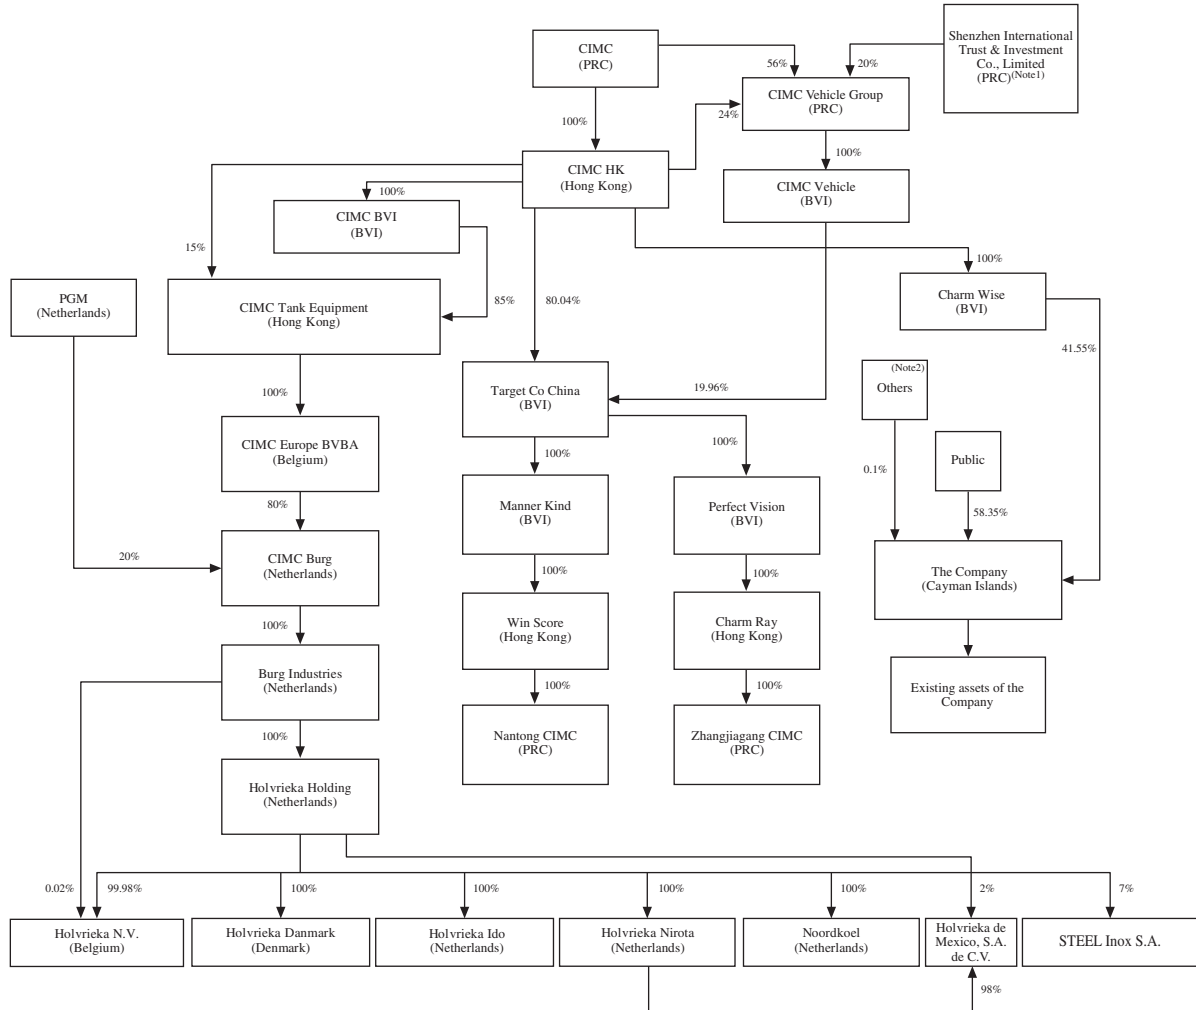 CIMC
(PRC)
Shenzhen International
Trust & Investment
Co., Limited
(PRC)(Note1)
56%
20%
CIMC Vehicle Group
(PRC)
24%
100%
100%
CIMC HK
(Hong Kong)
CIMC Vehicle
(BVI)
100%
CIMC BVI
(BVI)
15%
85%
80.04%
100%
PGM
(Netherlands)
CIMC Tank Equipment
(Hong Kong)
Charm Wise
(BVI)
41.55%
(Note2)
Others
100%
Target Co China
(BVI)
19.96%
CIMC Europe BVBA
(Belgium)
100%
100%
0.1%
Public
80%
Manner Kind
(BVI)
Perfect Vision
(BVI)
58.35%
20%
CIMC Burg
(Netherlands)
100%
100%
The Company
(Cayman Islands)
100%
Win Score
(Hong Kong)
Charm Ray
(Hong Kong)
Burg Industries
(Netherlands)
100%
100%
Existing assets of the
Company
100%
Nantong CIMC
(PRC)
Zhangjiagang CIMC
(PRC)
Holvrieka Holding
(Netherlands)
0.02%
99.98%
100%
100%
100%
100%
2%
7%
Holvrieka N.V.
(Belgium)
Holvrieka Danmark
(Denmark)
Holvrieka Ido
(Netherlands)
Holvrieka Nirota
(Netherlands)
Noordkoel
(Netherlands)
Holvrieka de
Mexico, S.A.
de C.V.
STEEL Inox S.A.
98%